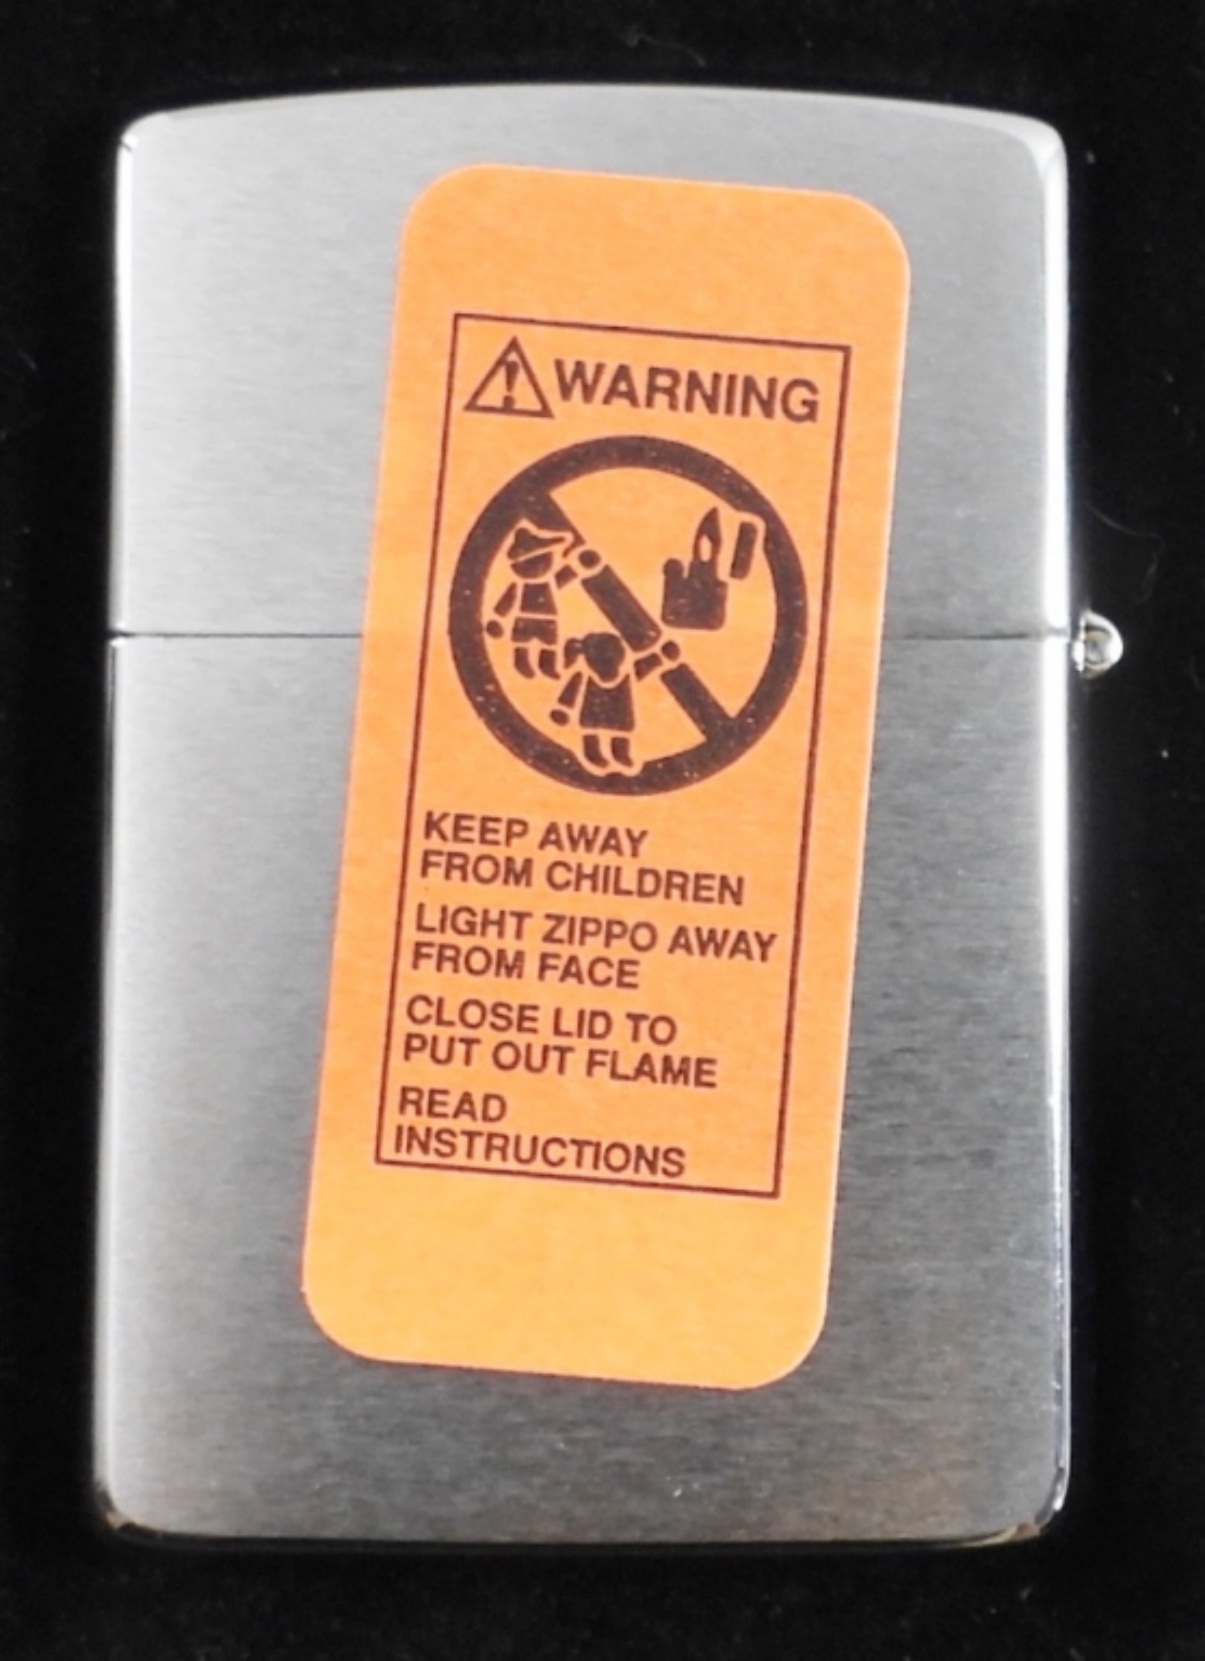 WARNING
KEEP AWAY
FROM CHILDREN
LIGHT ZIPPO AWAY
FROM FACE
CLOSE LID TO
PUT OUT FLAME
READ
INSTRUCTIONS